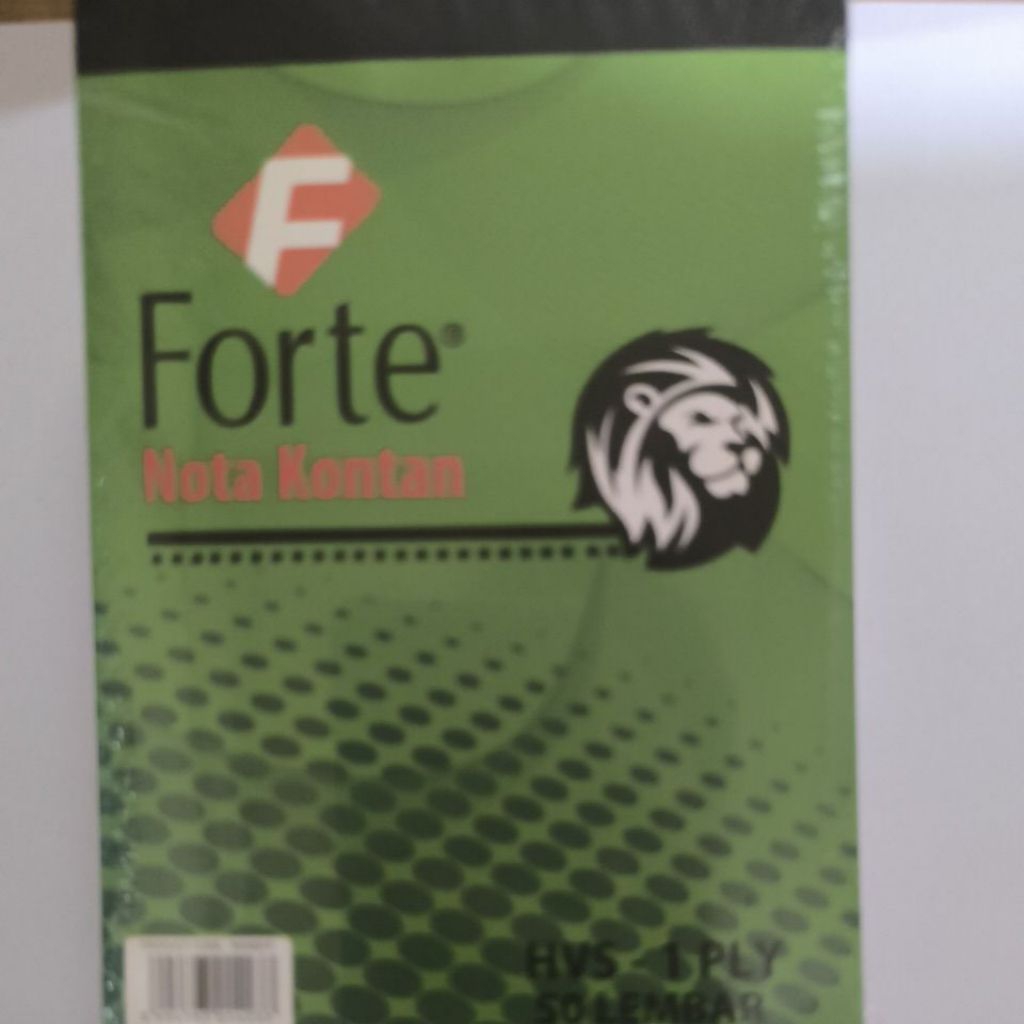 F
Forte®
Nota Kontan
HVS - 1 PLY
50 LEMBAR